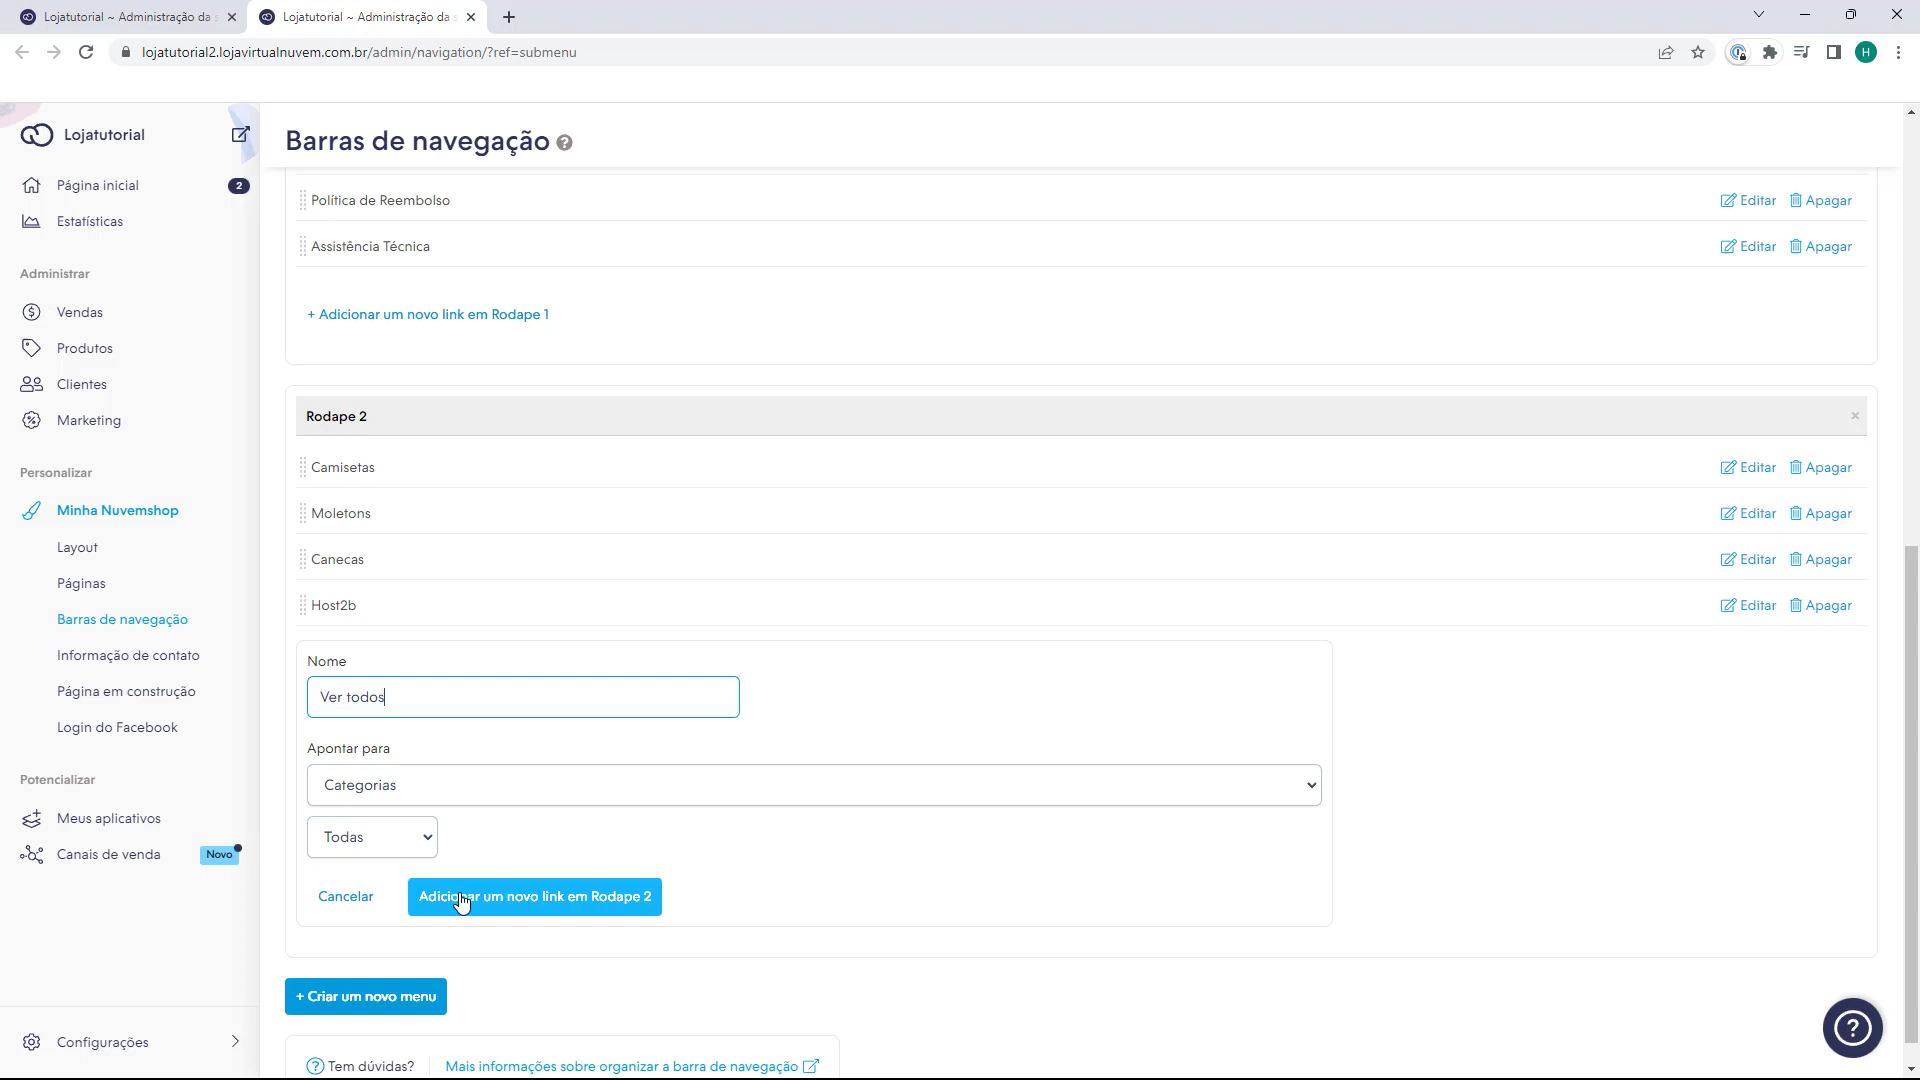 Lojatutorial ~ Administração da s
Lojatutorial ~ Administração da s
lojatutorial2.lojavirtualnuvem.com.br/admin/navigation/?ref=submenu
H
Lojatutorial
Página inicial
2
Estatísticas
Administrar
Vendas
Produtos
Clientes
Marketing
Personalizar
Minha Nuvemshop
Layout
Páginas
Barras de navegação
Informação de contato
Página em construção
Login do Facebook
Potencializar
Meus aplicativos
Canais de venda
Novo
Configurações
Barras de navegação ?
Política de Reembolso
Editar Apagar
Assistência Técnica
Editar Apagar
+ Adicionar um novo link em Rodape 1
Rodape 2
×
Camisetas
Editar Apagar
Moletons
Editar Apagar
Canecas
Editar Apagar
Host2b
Editar Apagar
Nome
Ver todos
Apontar para
Categorias
Todas
Cancelar
Adicionar um novo link em Rodape 2
+ Criar um novo menu
? Tem dúvidas?
Mais informações sobre organizar a barra de navegação
?